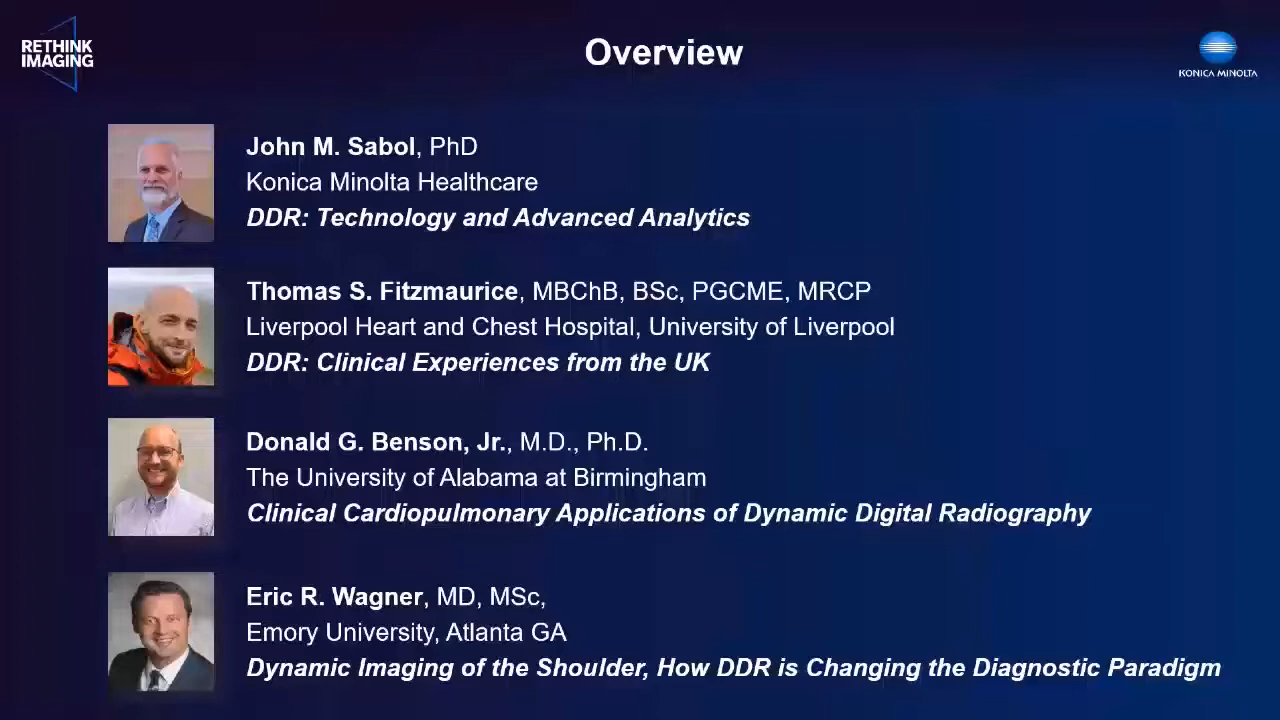 RETHINK
IMAGING
Overview
KONICA MINOLTA
John M. Sabol, PhD
Konica Minolta Healthcare
DDR: Technology and Advanced Analytics
Thomas S. Fitzmaurice, MBChB, BSc, PGCME, MRCP
Liverpool Heart and Chest Hospital, University of Liverpool
DDR: Clinical Experiences from the UK
Donald G. Benson, Jr., M.D., Ph.D.
The University of Alabama at Birmingham
Clinical Cardiopulmonary Applications of Dynamic Digital Radiography
Eric R. Wagner, MD, MSc,
Emory University, Atlanta GA
Dynamic Imaging of the Shoulder, How DDR is Changing the Diagnostic Paradigm